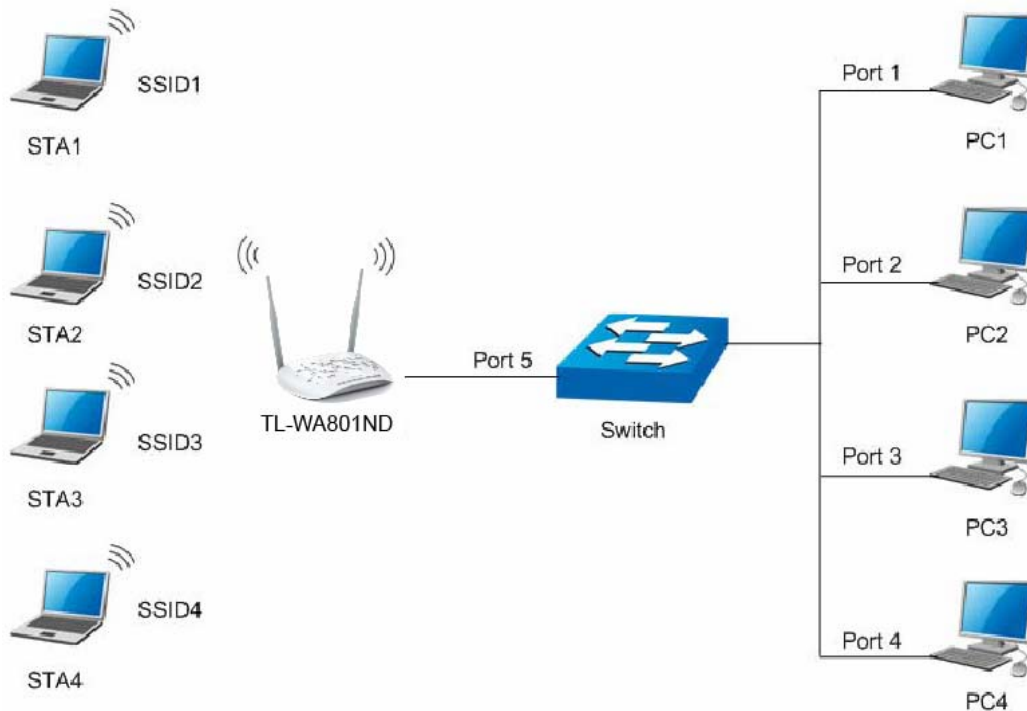 SSID1
STA1
SSID2
STA2
SSID3
STA3
SSID4
STA4
TL-WA801ND
Port 5
Switch
Port 1
PC1
Port 2
PC2
Port 3
PC3
Port 4
PC4